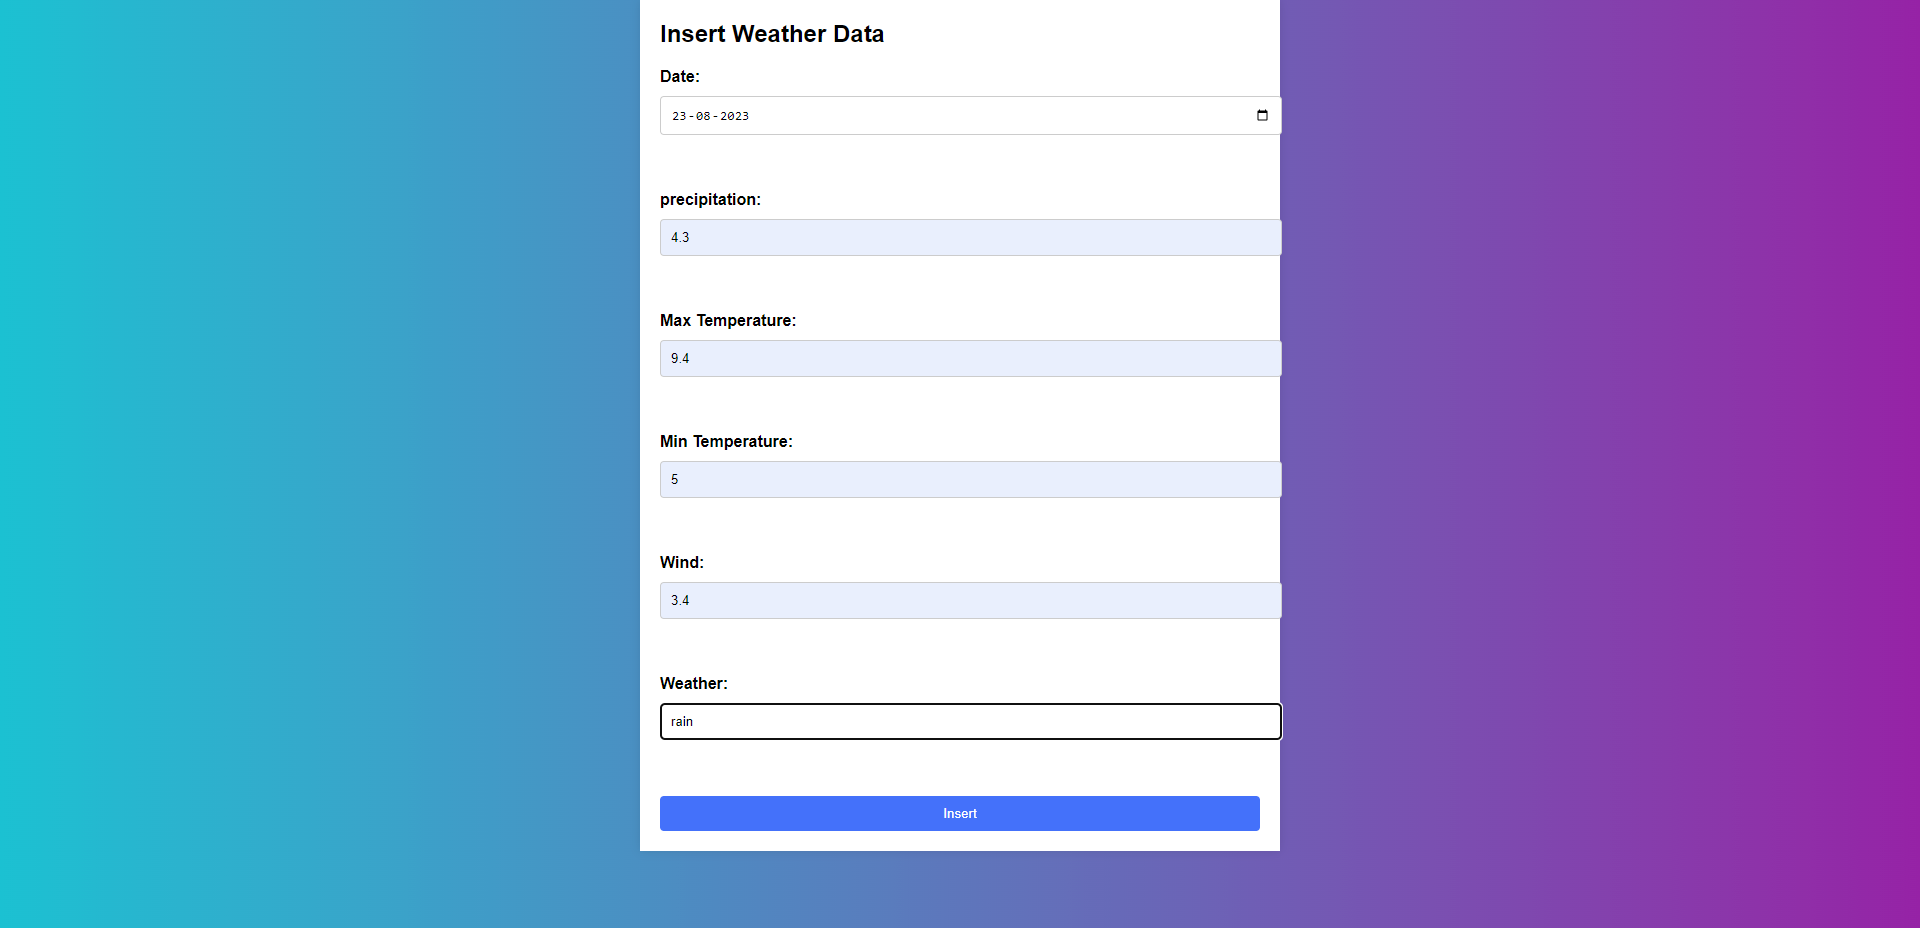 Insert Weather Data
Date:
23-08-2023
precipitation:
4.3
Max Temperature:
9.4
Min Temperature:
5
Wind:
3.4
Weather:
rain
Insert